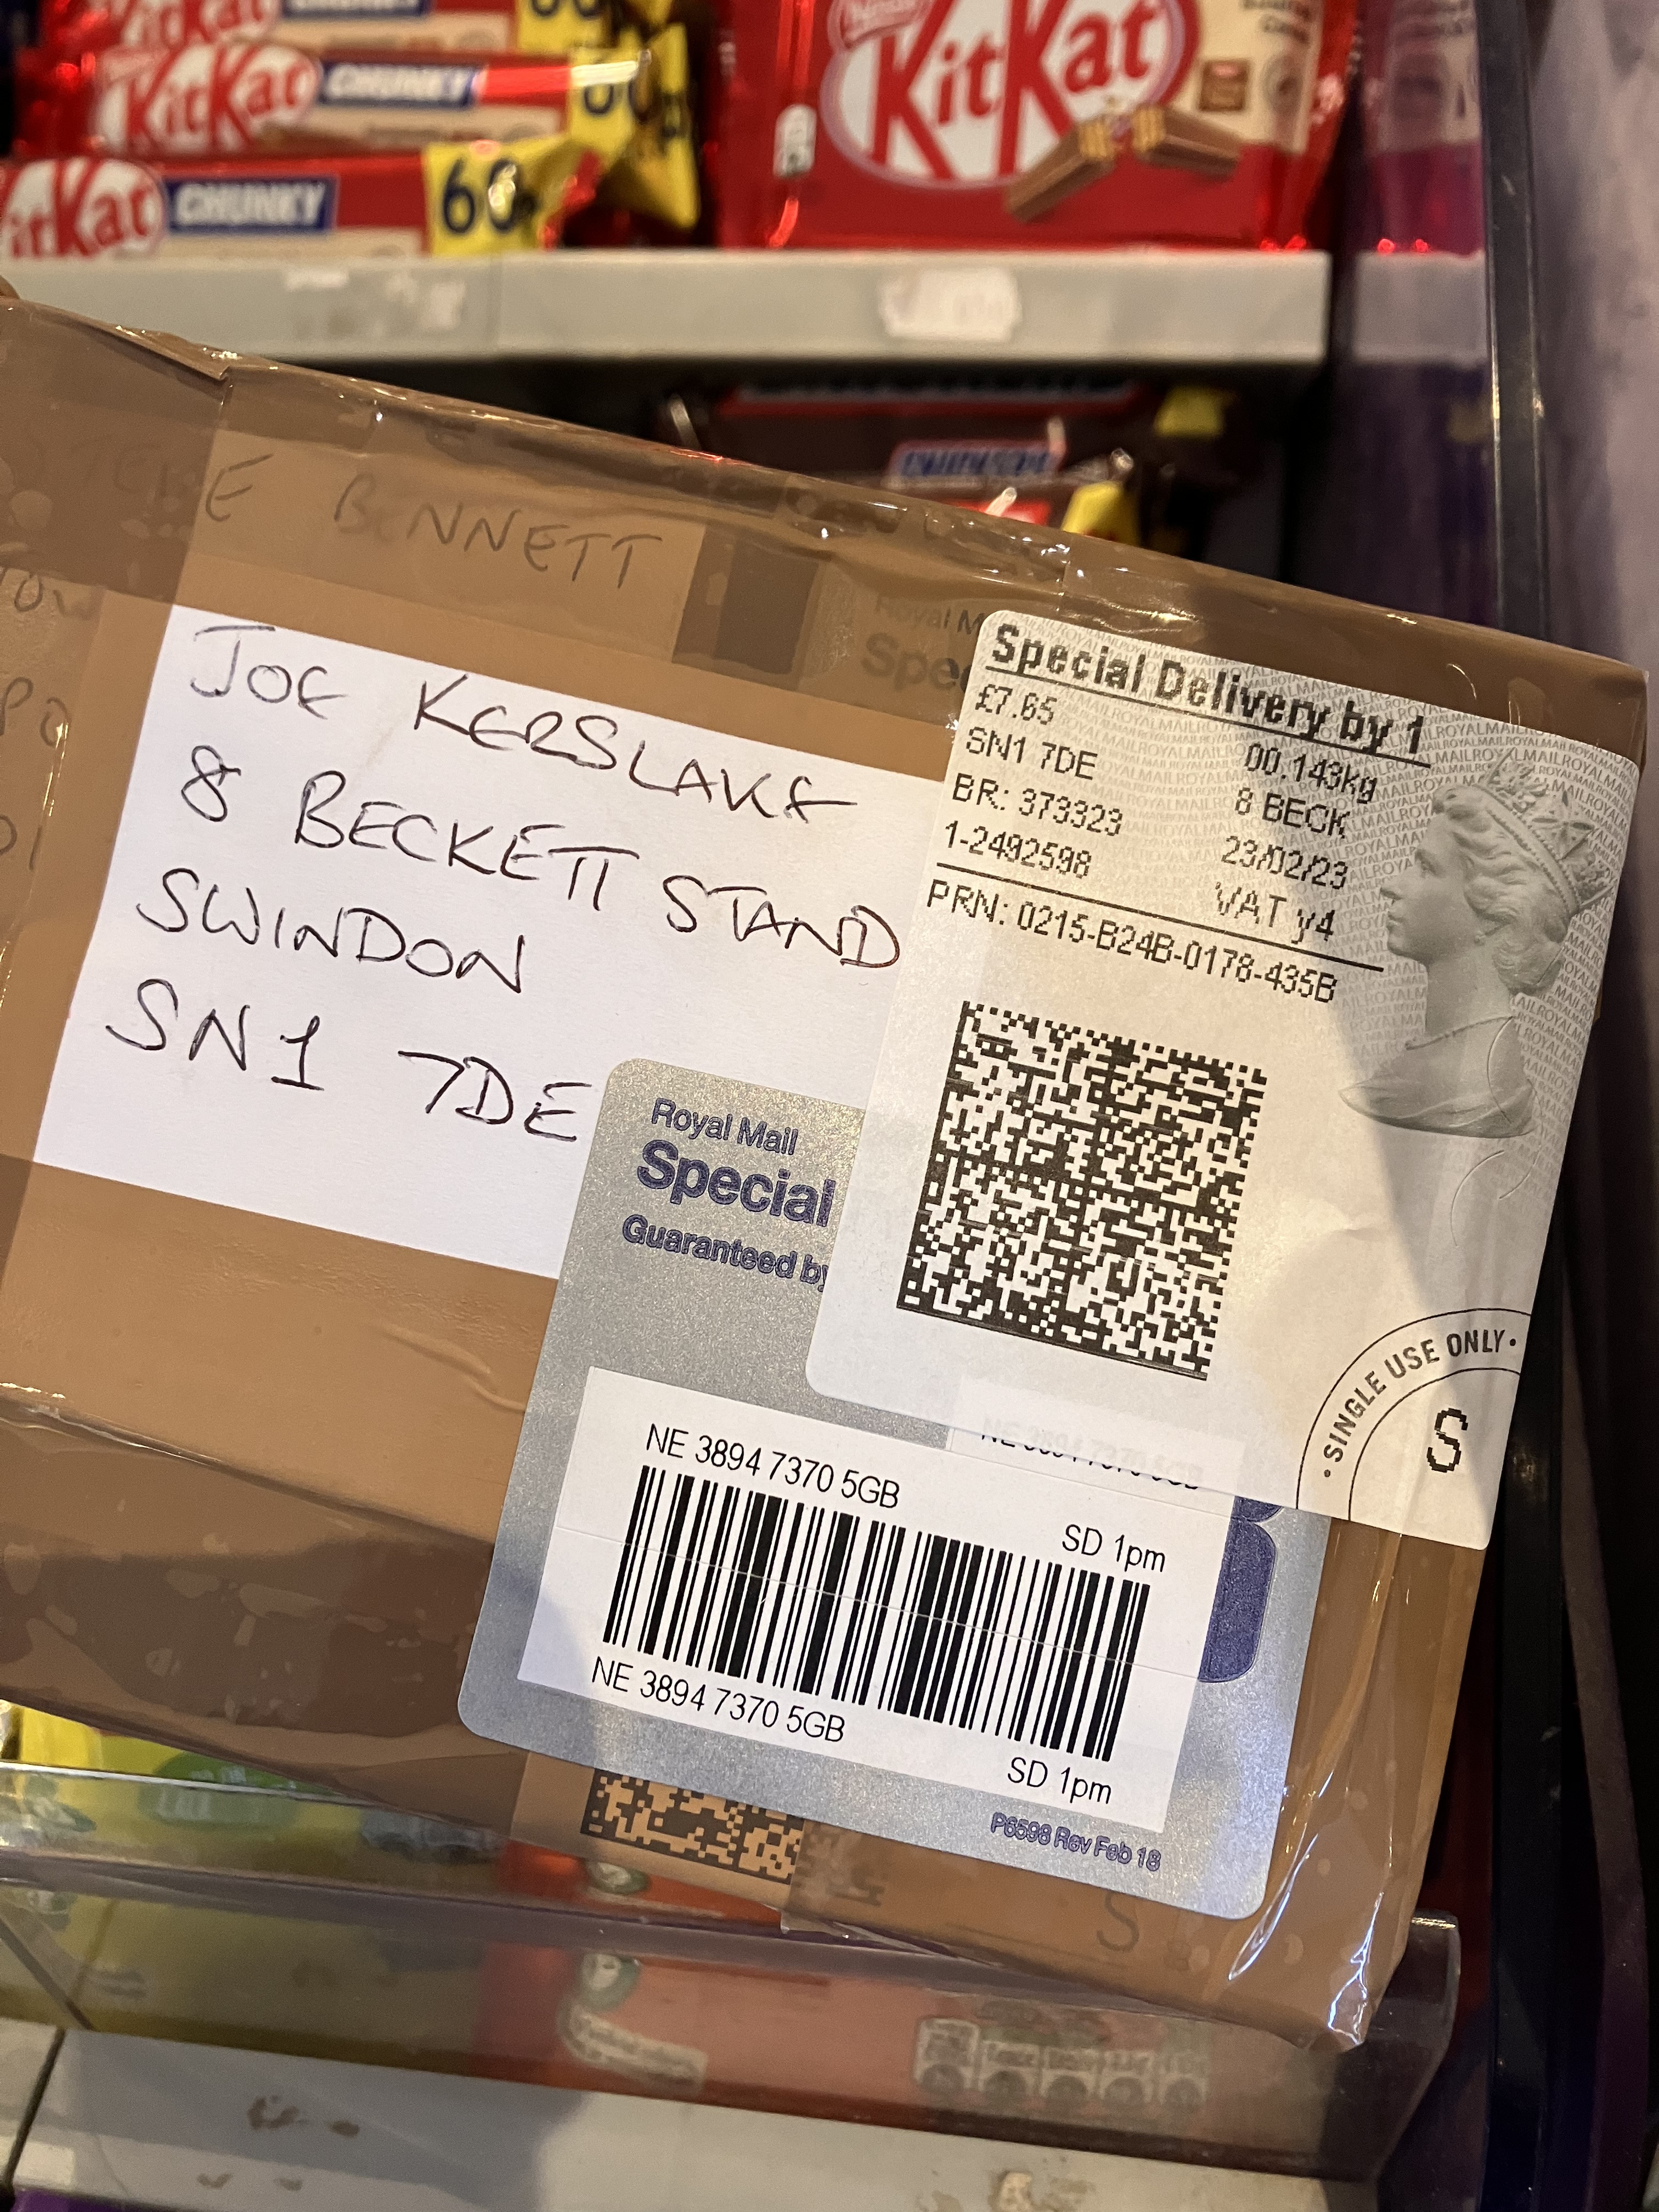 KitKat
KitKat CHUNKY
KitKat CHUNKY 60
KitKat
BENNETT
JOE KERSLAKE
8 BECKETT STAND
SWINDON
SN1 7DE
Special Delivery by 1
£7.65 00.143kg
SN1 7DE 8 BECK
BR: 373323 23/02/23
1-2492598 VAT y4
PRN: 0215-B24B-0178-435B
Royal Mail
Special
Guaranteed by
SINGLE USE ONLY
S
NE 3894 7370 5GB
SD 1pm
NE 3894 7370 5GB
SD 1pm
P6598 Rev Feb 18
S